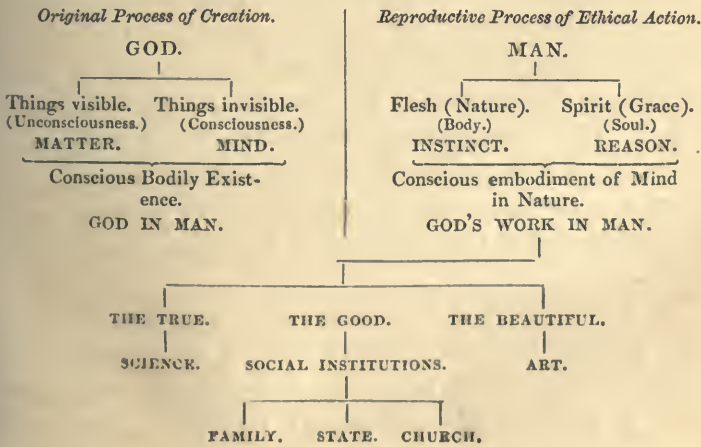 Original Process of Creation.
GOD.
Things visible. Things invisible.
(Unconsciousness.) (Consciousness.)
MATTER. MIND.
Conscious Bodily Exist-
ence.
GOD IN MAN.
Reproductive Process of Ethical Action.
MAN.
Flesh (Nature). Spirit (Grace).
(Body.) (Soul.)
INSTINCT. REASON.
Conscious embodiment of Mind
in Nature.
GOD'S WORK IN MAN.
THE TRUE. THE GOOD. THE BEAUTIFUL.
SCIENCE. SOCIAL INSTITUTIONS. ART.
FAMILY. STATE. CHURCH.